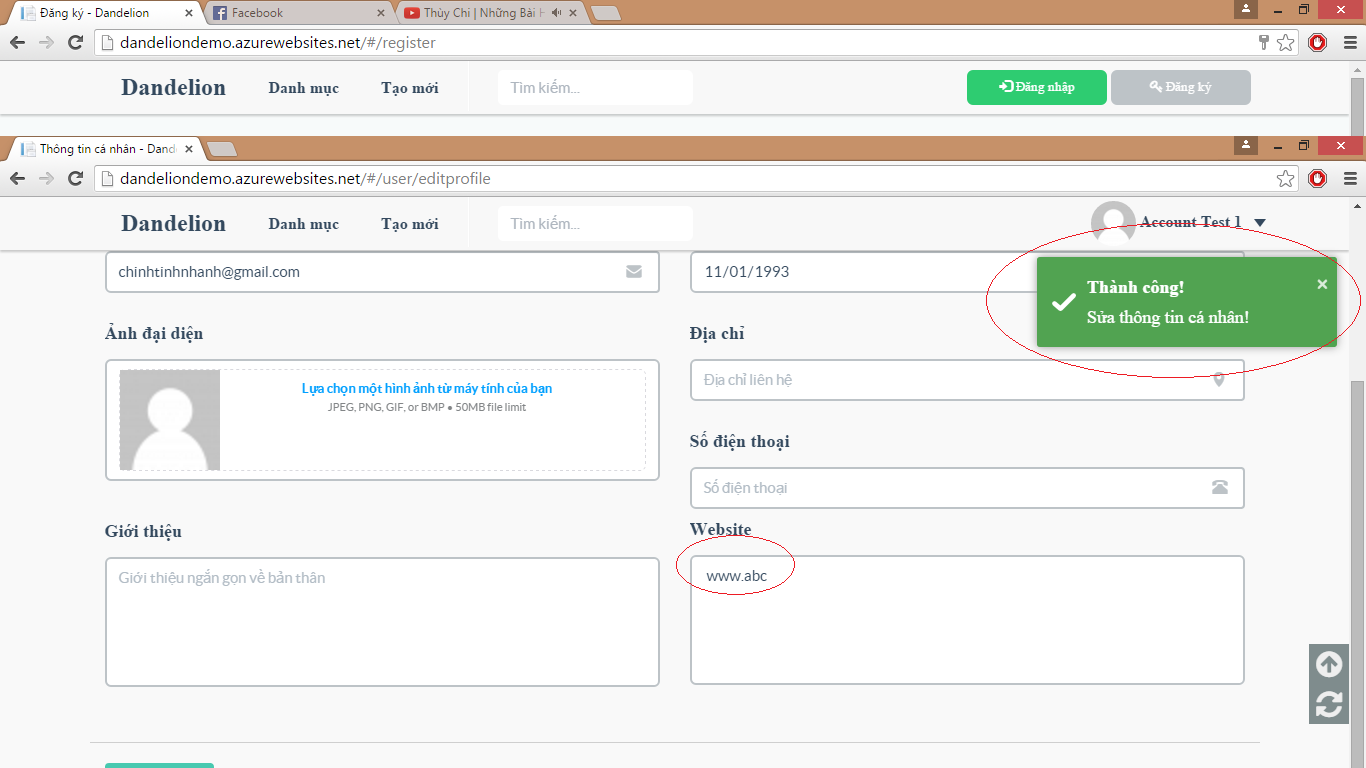 Đăng ký - Dandelion
Facebook
Thùy Chi | Những Bài H
dandeliondemo.azurewebsites.net/#/register
Dandelion
Danh mục
Tạo mới
Tìm kiếm...
Đăng nhập
Đăng ký
Thông tin cá nhân - Dand
dandeliondemo.azurewebsites.net/#/user/editprofile
Dandelion
Danh mục
Tạo mới
Tìm kiếm...
Account Test 1
chinhtinhnhanh@gmail.com
11/01/1993
Thành công!
Sửa thông tin cá nhân!
Ảnh đại diện
Địa chỉ
Lựa chọn một hình ảnh từ máy tính của bạn
JPEG, PNG, GIF, or BMP • 50MB file limit
Địa chỉ liên hệ
Số điện thoại
Số điện thoại
Giới thiệu
Website
Giới thiệu ngắn gọn về bản thân
www.abc